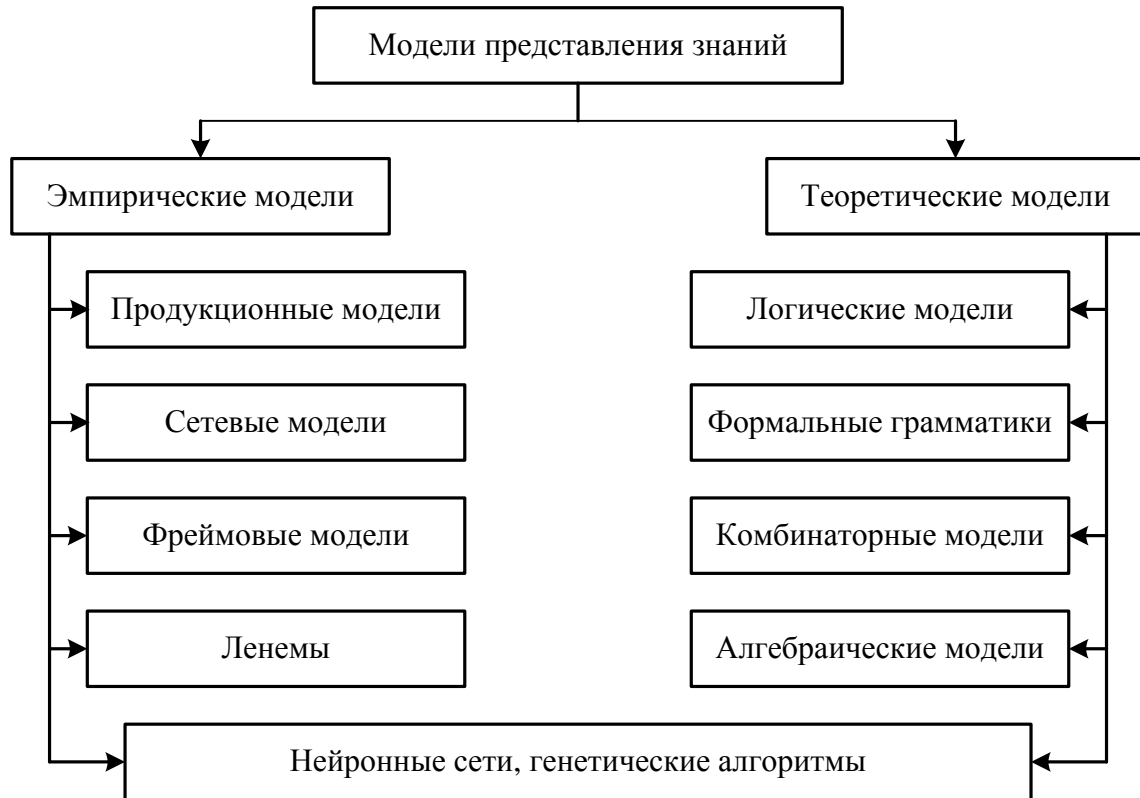 Модели представления знаний
Эмпирические модели
Теоретические модели
Продукционные модели
Логические модели
Сетевые модели
Формальные грамматики
Фреймовые модели
Комбинаторные модели
Ленемы
Алгебраические модели
Нейронные сети, генетические алгоритмы